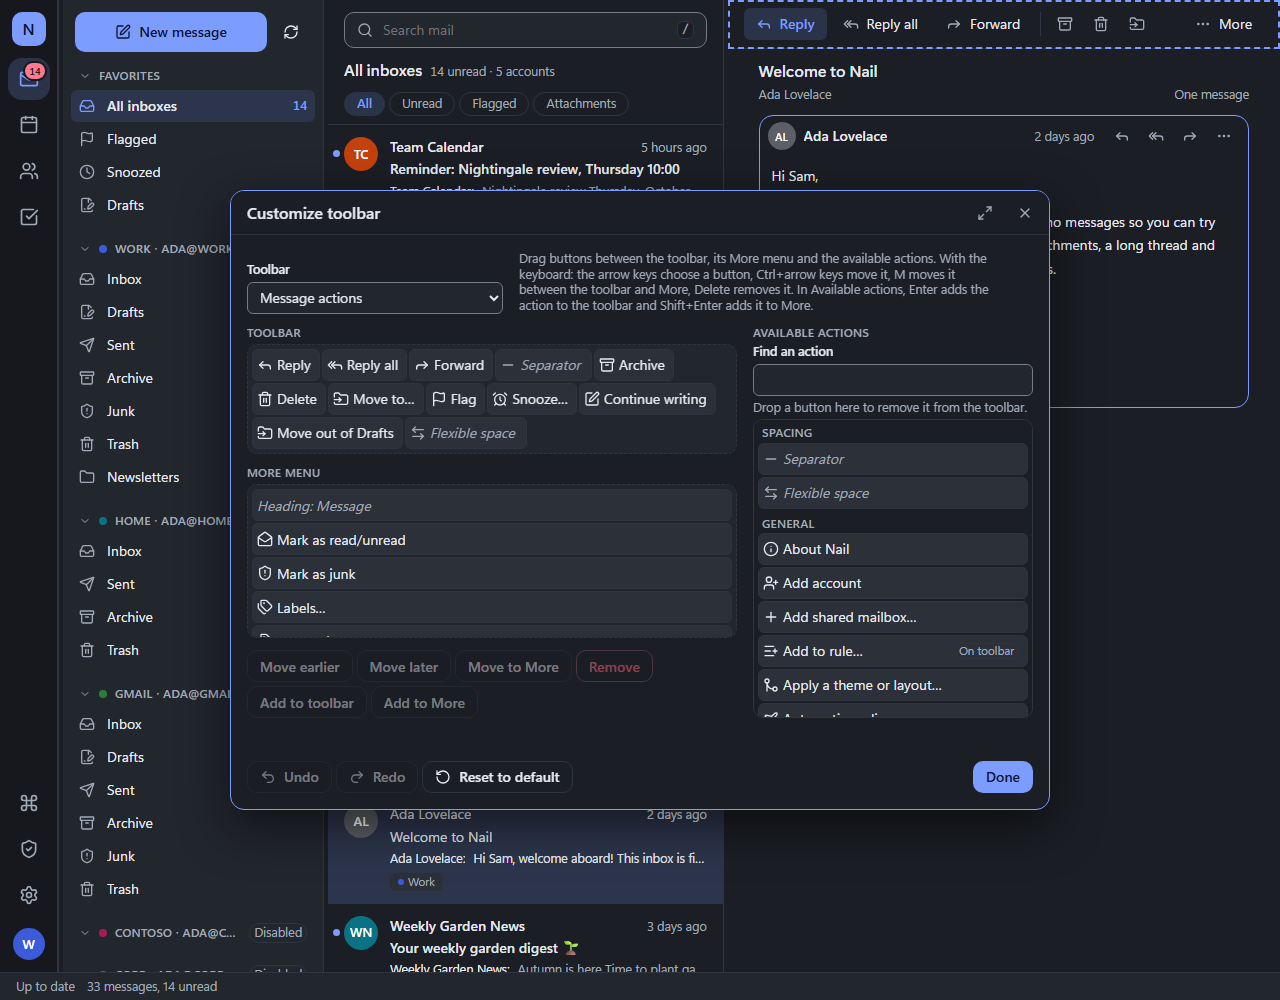 N
New message
Search mail
/
Reply
Reply all
Forward
More
14
FAVORITES
All inboxes 14
Flagged
Snoozed
Drafts
WORK · ADA@WORK
Inbox
Drafts
Sent
Archive
Junk
Trash
Newsletters
HOME · ADA@HOME
Inbox
Sent
Archive
Trash
GMAIL · ADA@GMAI
Inbox
Drafts
Sent
Archive
Junk
Trash
CONTOSO · ADA@C... Disabled
W
All inboxes 14 unread · 5 accounts
All
Unread
Flagged
Attachments
TC
Team Calendar 5 hours ago
Reminder: Nightingale review, Thursday 10:00
Team Calendar: Nightingale review Thursday, October
Welcome to Nail
Ada Lovelace One message
AL
Ada Lovelace 2 days ago
Hi Sam,
no messages so you can try
a long thread and
Customize toolbar
Toolbar
Message actions
Drag buttons between the toolbar, its More menu and the available actions. With the
keyboard: the arrow keys choose a button, Ctrl+arrow keys move it, M moves it
between the toolbar and More, Delete removes it. In Available actions, Enter adds the
action to the toolbar and Shift+Enter adds it to More.
TOOLBAR
Reply
Reply all
Forward
Separator
Archive
Delete
Move to...
Flag
Snooze...
Continue writing
Move out of Drafts
Flexible space
MORE MENU
Heading: Message
Mark as read/unread
Mark as junk
Labels...
Move earlier
Move later
Move to More
Remove
Add to toolbar
Add to More
AVAILABLE ACTIONS
Find an action
Drop a button here to remove it from the toolbar.
SPACING
Separator
Flexible space
GENERAL
About Nail
Add account
Add shared mailbox...
Add to rule... On toolbar
Apply a theme or layout...
Undo
Redo
Reset to default
Done
AL
Ada Lovelace 2 days ago
Welcome to Nail
Ada Lovelace: Hi Sam, welcome aboard! This inbox is fi...
Work
WN
Weekly Garden News 3 days ago
Your weekly garden digest
Weekly Garden News: Autumn is here Time to plant ga
Up to date 33 messages, 14 unread